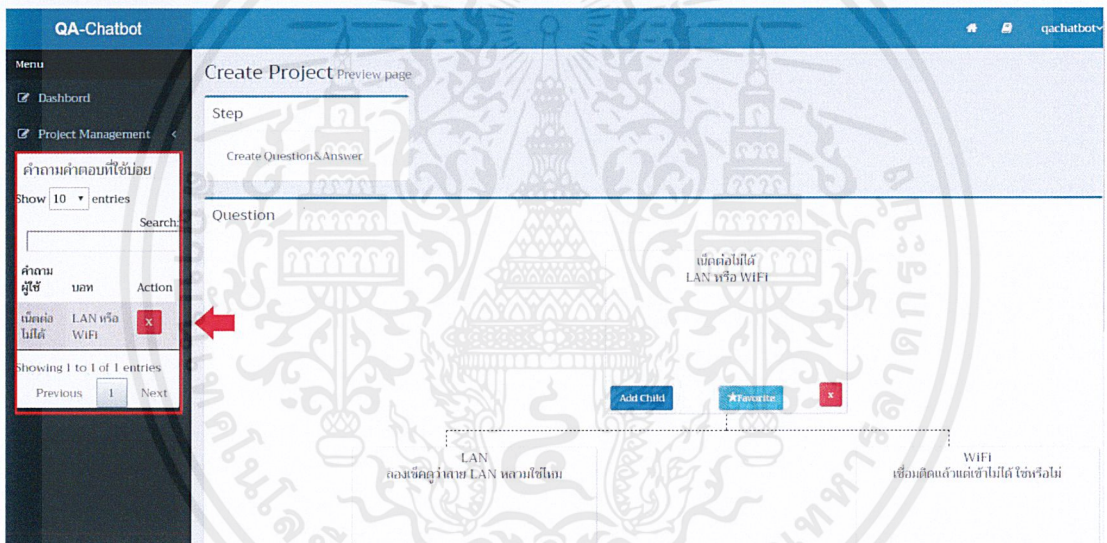 QA-Chatbot
qachatbot
Menu
Dashbord
Project Management
คำถามคำตอบที่ใช้บ่อย
Show 10 entries
Search:
คำถาม
ผู้ใช้ บอท Action
เน็ตต่อ LAN หรือ X
ไม่ได้ WiFi
Showing 1 to 1 of 1 entries
Previous 1 Next
Create Project Preview page
Step
Create Question&Answer
Question
เน็ตต่อไม่ได้
LAN หรือ WiFi
Add Child ★Favorite x
LAN
ลองเช็คดูว่าสาย LAN หลวมใช่ไหม
WiFi
เชื่อมติดแล้วแต่เข้าไม่ได้ ใช่หรือไม่